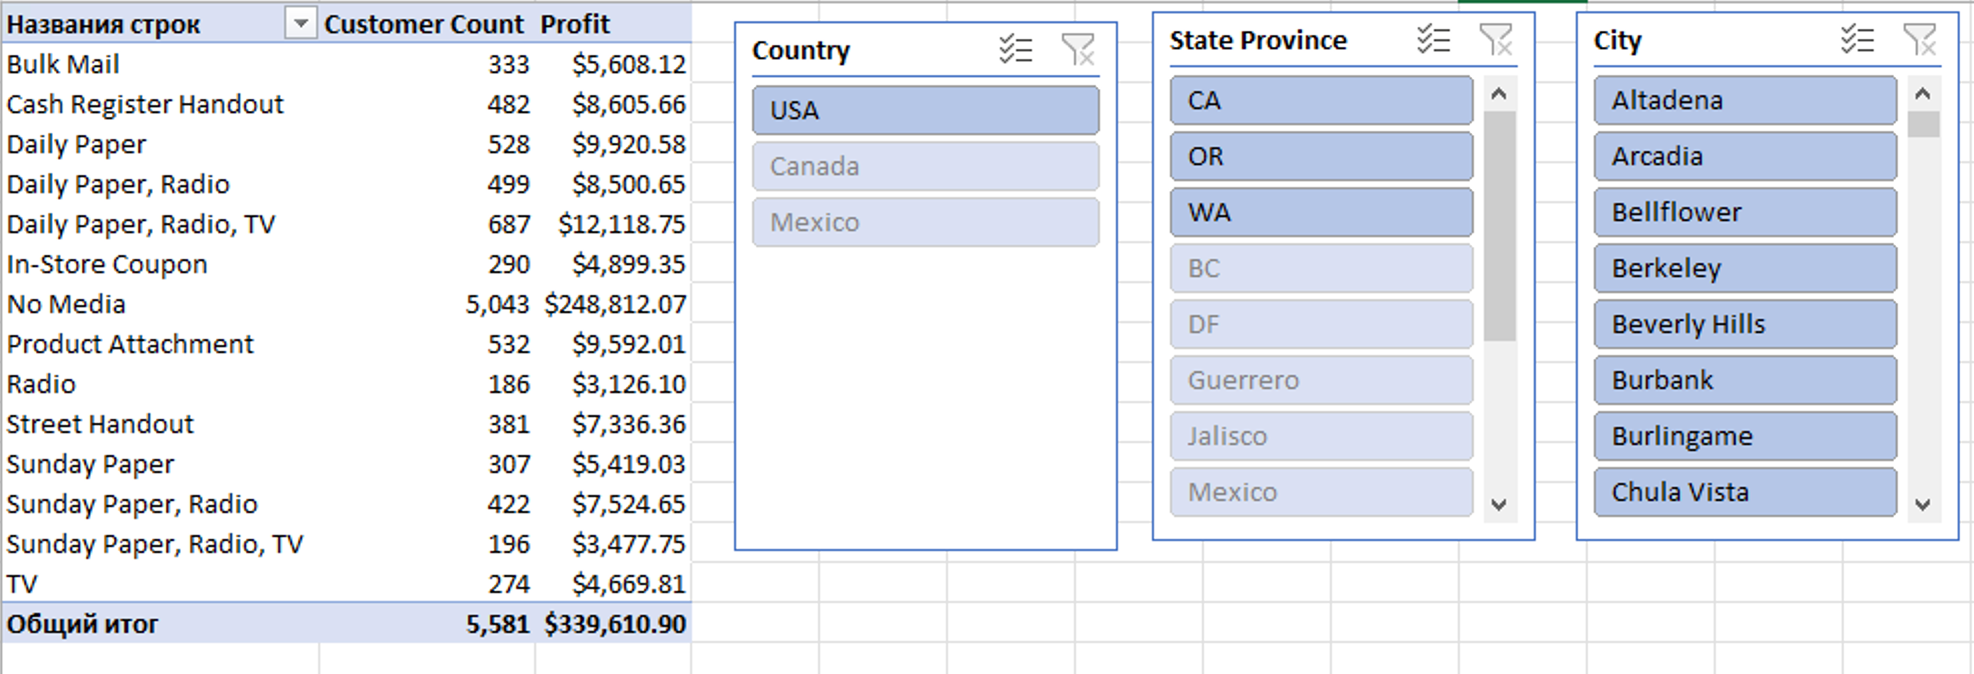 Названия строк Customer Count Profit
Bulk Mail 333 $5,608.12
Cash Register Handout 482 $8,605.66
Daily Paper 528 $9,920.58
Daily Paper, Radio 499 $8,500.65
Daily Paper, Radio, TV 687 $12,118.75
In-Store Coupon 290 $4,899.35
No Media 5,043 $248,812.07
Product Attachment 532 $9,592.01
Radio 186 $3,126.10
Street Handout 381 $7,336.36
Sunday Paper 307 $5,419.03
Sunday Paper, Radio 422 $7,524.65
Sunday Paper, Radio, TV 196 $3,477.75
TV 274 $4,669.81
Общий итог 5,581 $339,610.90
Country
USA
Canada
Mexico
State Province
CA
OR
WA
BC
DF
Guerrero
Jalisco
Mexico
City
Altadena
Arcadia
Bellflower
Berkeley
Beverly Hills
Burbank
Burlingame
Chula Vista